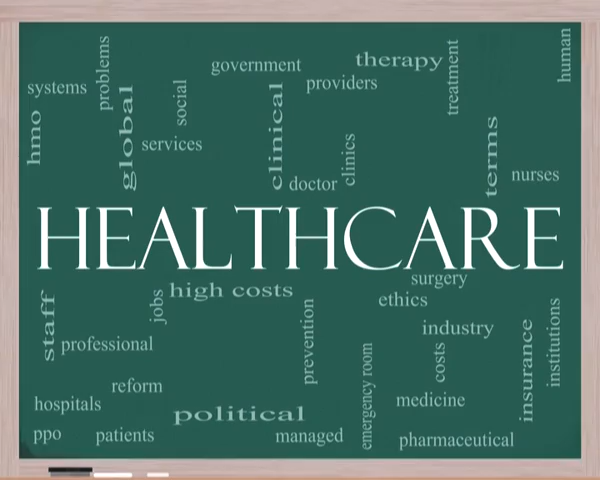 problems
government
therapy
treatment
human
systems
social
providers
hmo
global
services
clinical
doctor
clinics
terms
nurses
HEALTHCARE
staff
jobs
high costs
surgery
ethics
professional
prevention
industry
costs
insurance
institutions
reform
hospitals
political
emergency room
medicine
ppo
patients
managed
pharmaceutical